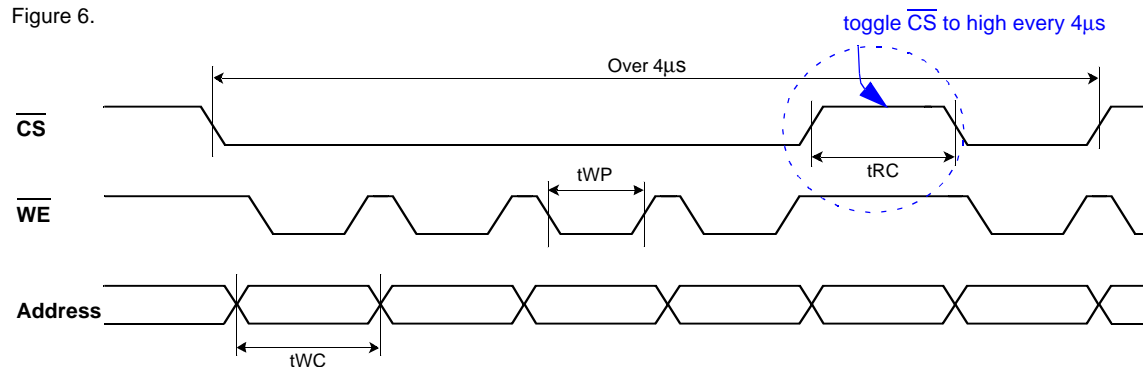 Figure 6.
toggle CS to high every 4µs
Over 4µs
CS
tRC
tWP
WE
Address
tWC